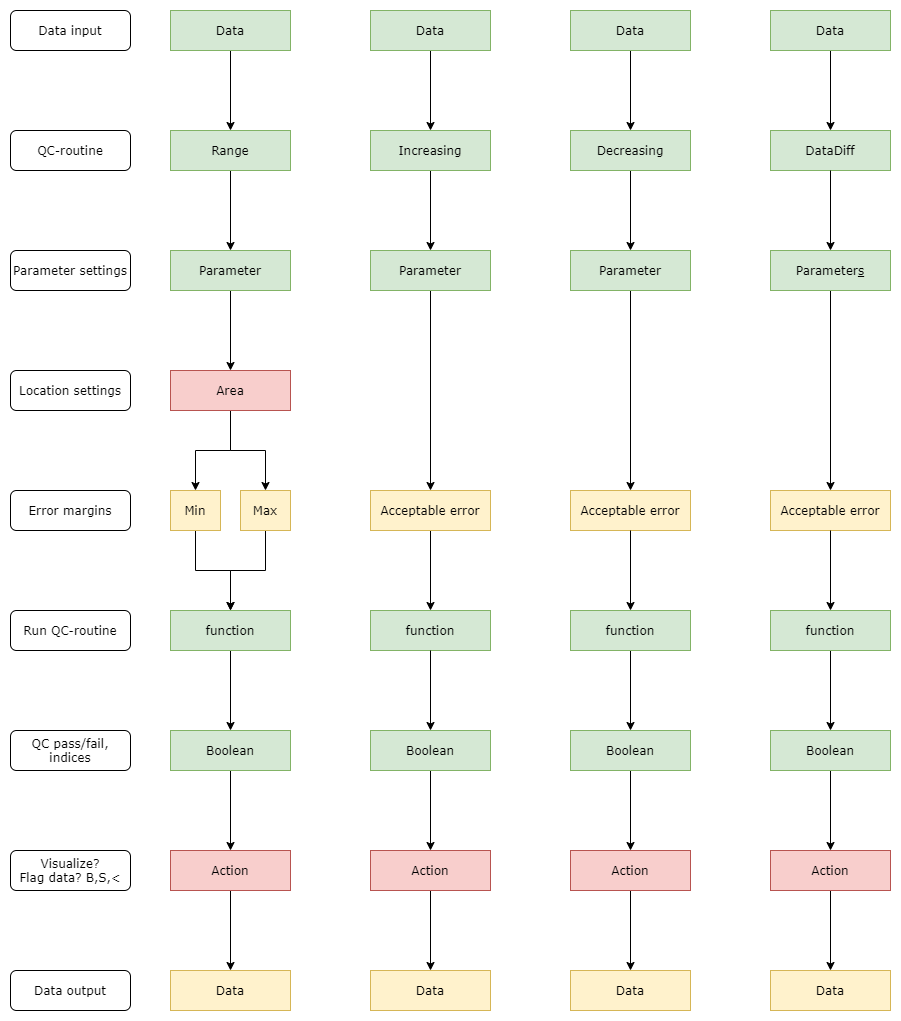 Data input
Data
Data
Data
Data
QC-routine
Range
Increasing
Decreasing
DataDiff
Parameter settings
Parameter
Parameter
Parameter
Parameters
Location settings
Area
Error margins
Min
Max
Acceptable error
Acceptable error
Acceptable error
Run QC-routine
function
function
function
function
QC pass/fail,
indices
Boolean
Boolean
Boolean
Boolean
Visualize?
Flag data? B,S,<
Action
Action
Action
Action
Data output
Data
Data
Data
Data